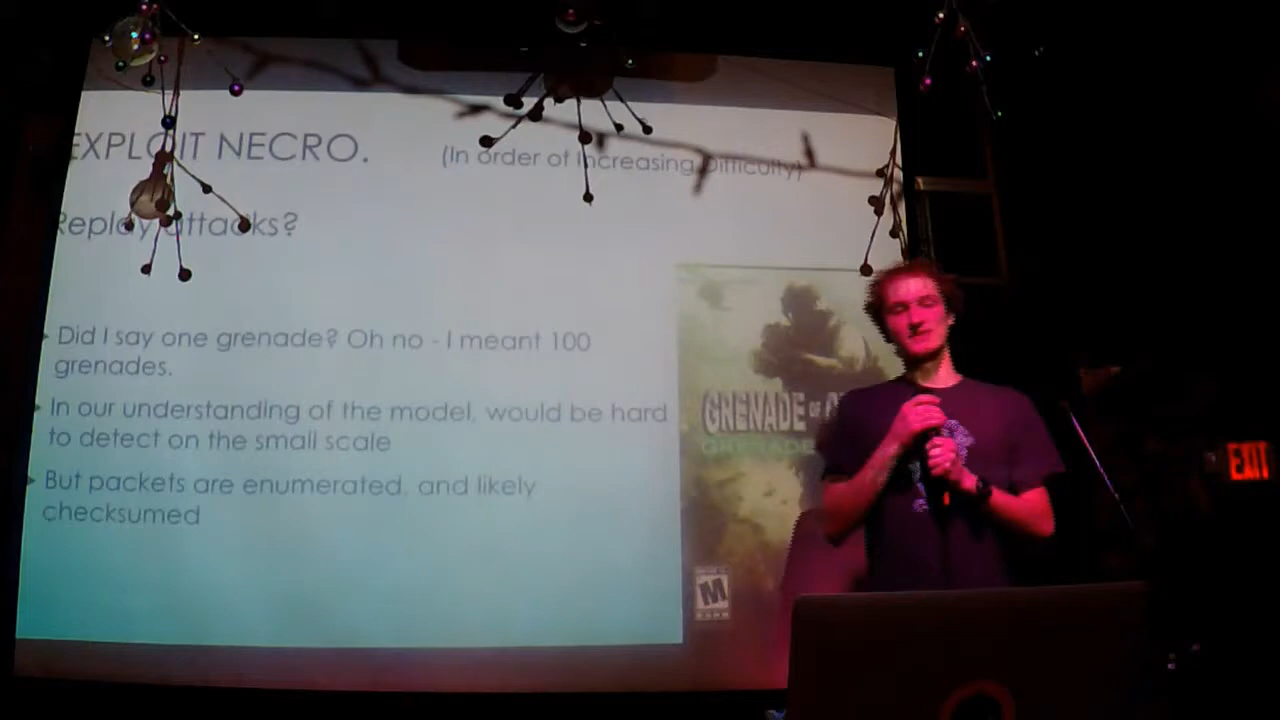 EXPLOIT NECRO.
(In order of Increasing Difficulty)
Replay attacks?
Did I say one grenade? Oh no - I meant 100
grenades.
In our understanding of the model, would be hard
to detect on the small scale
But packets are enumerated, and likely
checksumed
GRENADE OF
M
EXIT